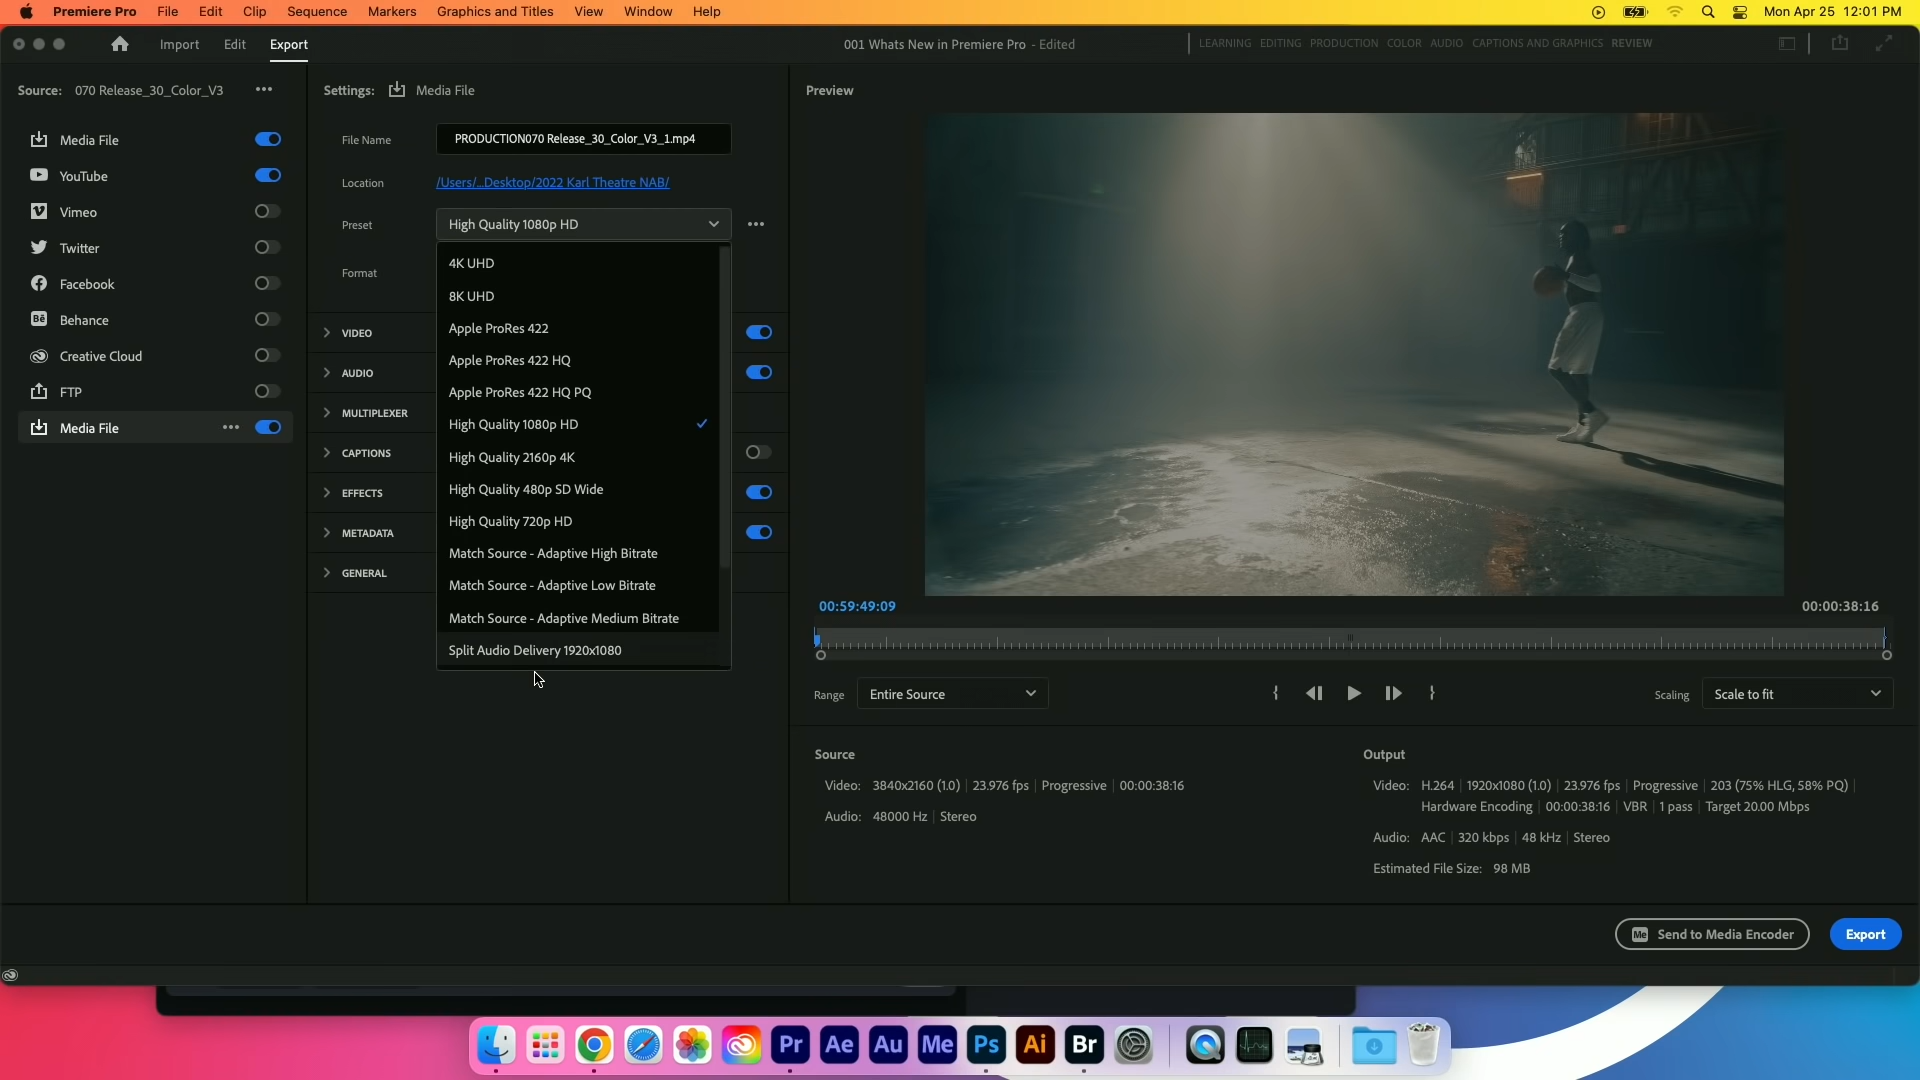 Premiere Pro File Edit Clip Sequence Markers Graphics and Titles View Window Help Mon Apr 25 12:01 PM
Import Edit Export 001 Whats New in Premiere Pro - Edited LEARNING EDITING PRODUCTION COLOR AUDIO CAPTIONS AND GRAPHICS REVIEW
Source: 070 Release_30_Color_V3 •••
Media File
YouTube
Vimeo
Twitter
Facebook
Bē Behance
Creative Cloud
FTP
Media File •••
Settings: Media File
File Name PRODUCTION070 Release_30_Color_V3_1.mp4
Location /Users/...Desktop/2022 Karl Theatre NAB/
Preset High Quality 1080p HD •••
Format
4K UHD
8K UHD
Apple ProRes 422
Apple ProRes 422 HQ
Apple ProRes 422 HQ PQ
High Quality 1080p HD
High Quality 2160p 4K
High Quality 480p SD Wide
High Quality 720p HD
Match Source - Adaptive High Bitrate
Match Source - Adaptive Low Bitrate
Match Source - Adaptive Medium Bitrate
Split Audio Delivery 1920x1080
VIDEO
AUDIO
MULTIPLEXER
CAPTIONS
EFFECTS
METADATA
GENERAL
Preview
00:59:49:09 00:00:38:16
Range Entire Source Scaling Scale to fit
Source
Video: 3840x2160 (1.0) | 23.976 fps | Progressive | 00:00:38:16
Audio: 48000 Hz | Stereo
Output
Video: H.264 | 1920x1080 (1.0) | 23.976 fps | Progressive | 203 (75% HLG, 58% PQ) |
Hardware Encoding | 00:00:38:16 | VBR | 1 pass | Target 20.00 Mbps
Audio: AAC | 320 kbps | 48 kHz | Stereo
Estimated File Size: 98 MB
Me Send to Media Encoder Export
Pr Ae Au Me Ps Ai Br